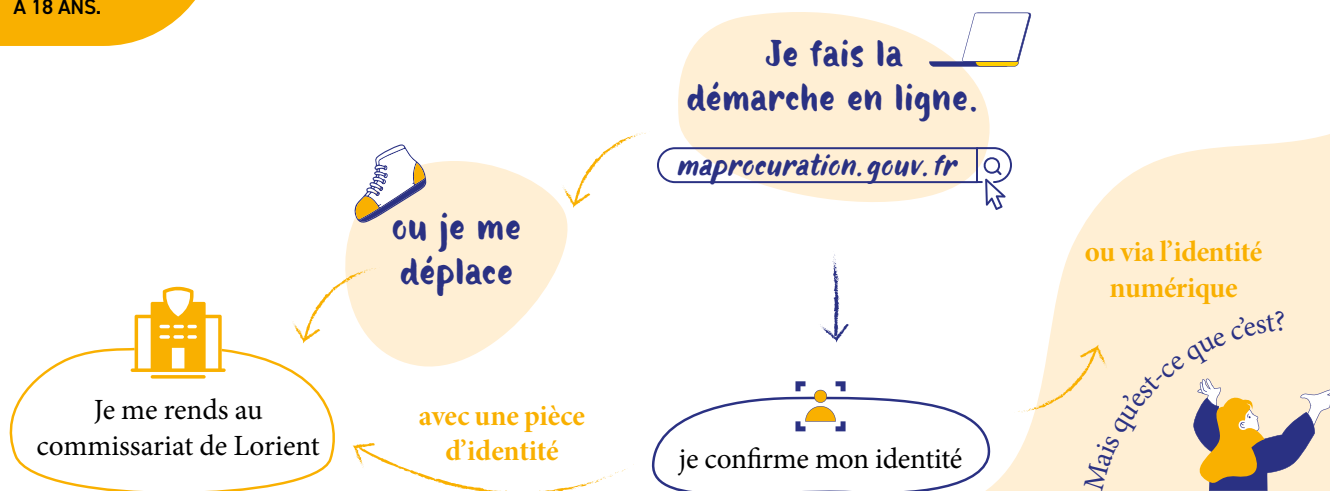 À 18 ANS.
Je fais la
démarche en ligne.
maprocuration.gouv.fr
ou je me
déplace
ou via l'identité
numérique
Mais qu'est-ce que c'est?
Je me rends au
commissariat de Lorient
avec une pièce
d'identité
je confirme mon identité